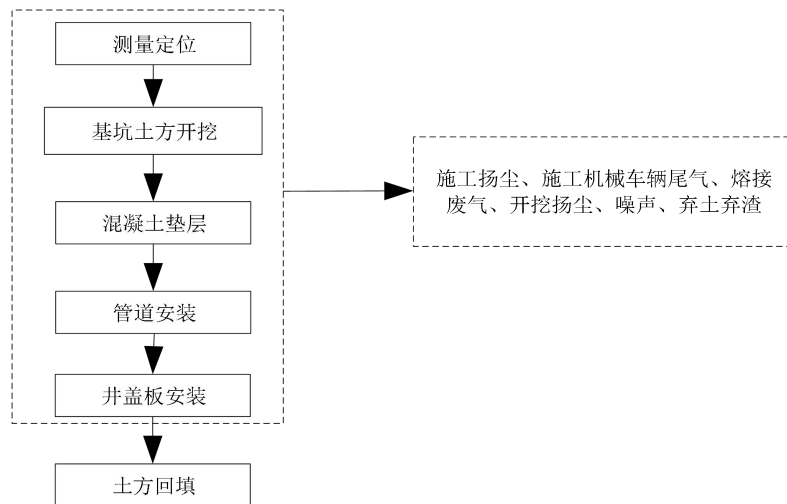 测量定位
基坑土方开挖
混凝土垫层
管道安装
井盖板安装
土方回填
施工扬尘、施工机械车辆尾气、熔接
废气、开挖扬尘、噪声、弃土弃渣